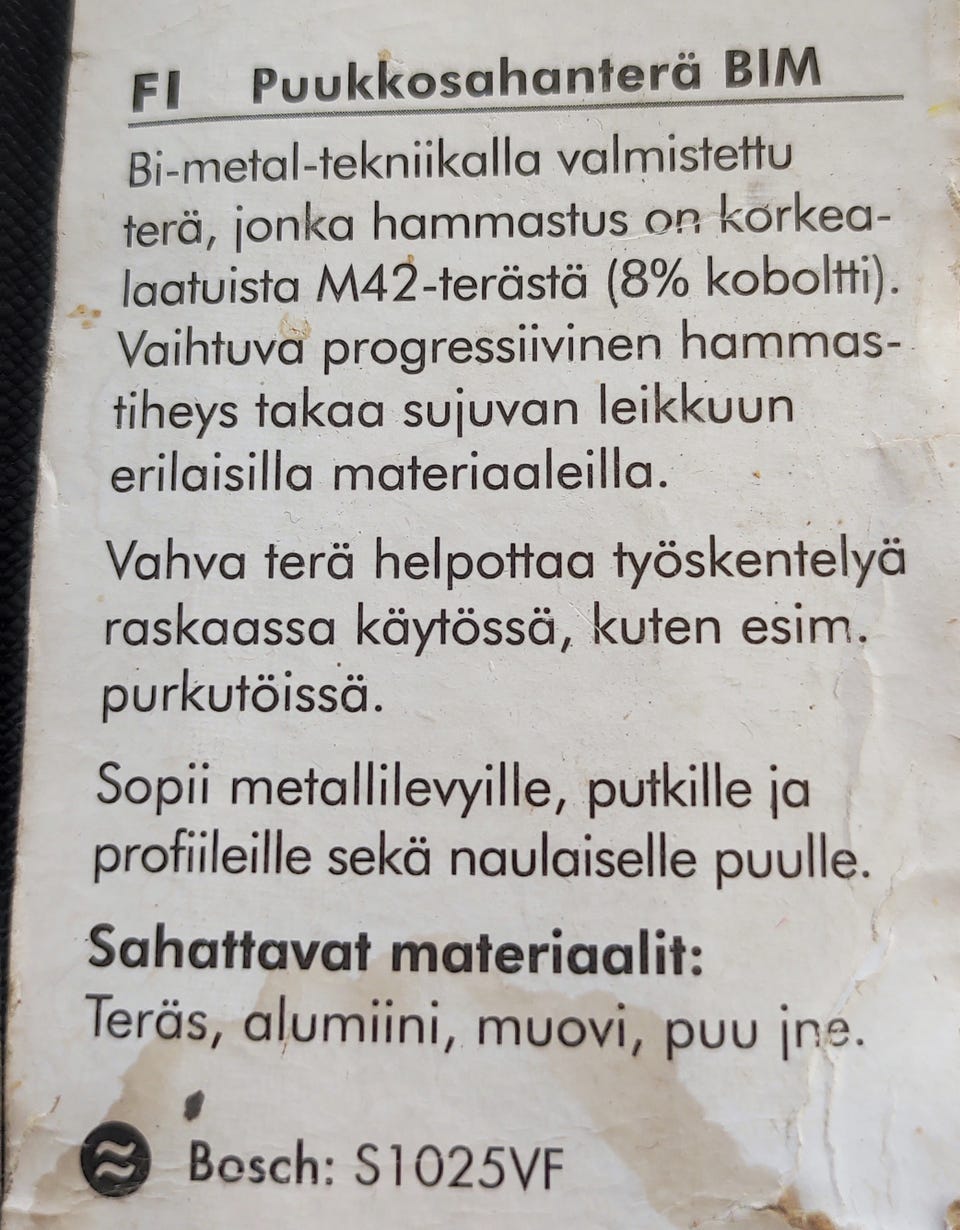 FI Puukkosahanterä BIM
Bi-metal-tekniikalla valmistettu
terä, jonka hammastus on korkea-
laatuista M42-terästä (8% koboltti).
Vaihtuva progressiivinen hammas-
tiheys takaa sujuvan leikkuun
erilaisilla materiaaleilla.
Vahva terä helpottaa työskentelyä
raskaassa käytössä, kuten esim.
purkutöissä.
Sopii metallilevyille, putkille ja
profiileille sekä naulaiselle puulle.
Sahattavat materiaalit:
Teräs, alumiini, muovi, puu jne.
Bosch: S1025VF